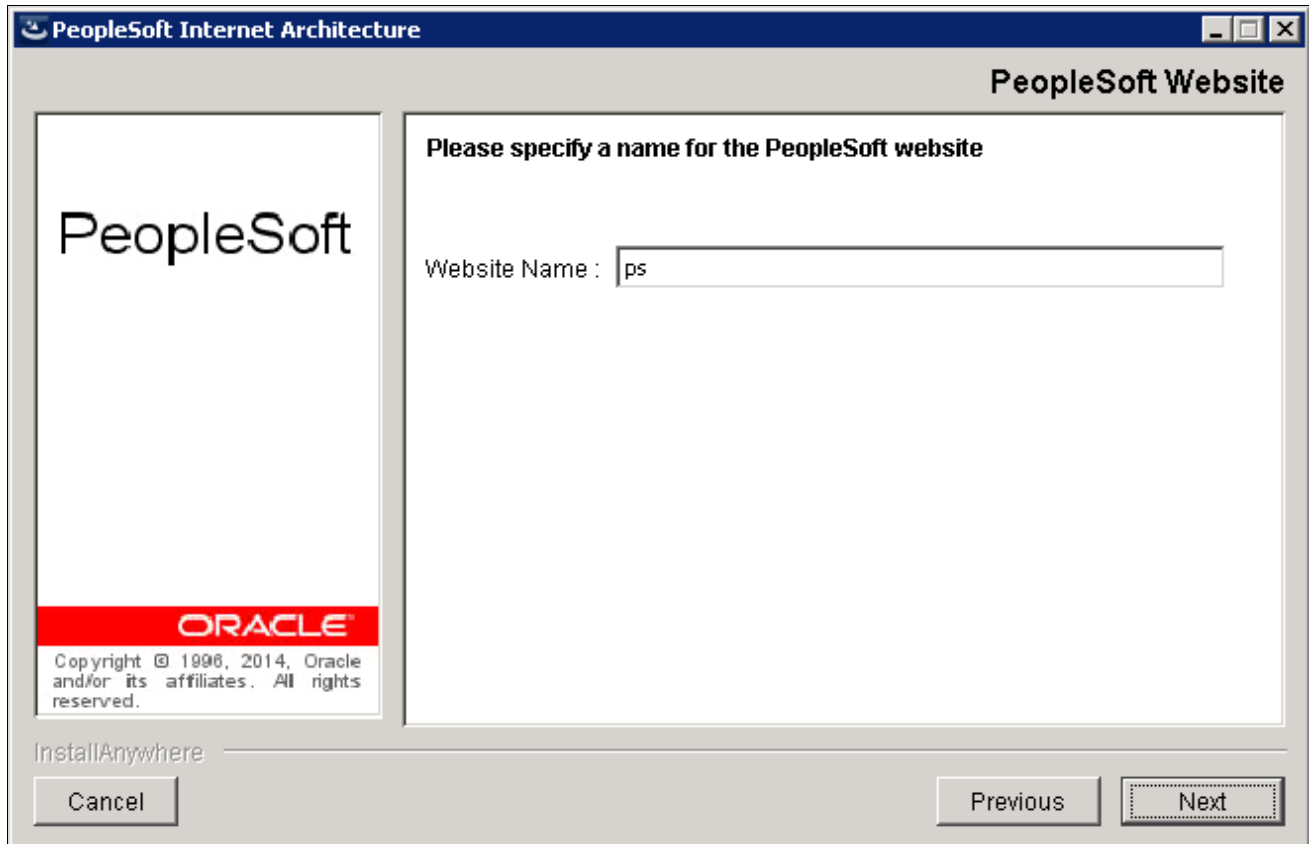 PeopleSoft Internet Architecture
PeopleSoft Website
PeopleSoft
ORACLE
Copyright © 1996, 2014, Oracle
and/or its affiliates. All rights
reserved.
Please specify a name for the PeopleSoft website
Website Name : ps
InstallAnywhere
Cancel
Previous
Next